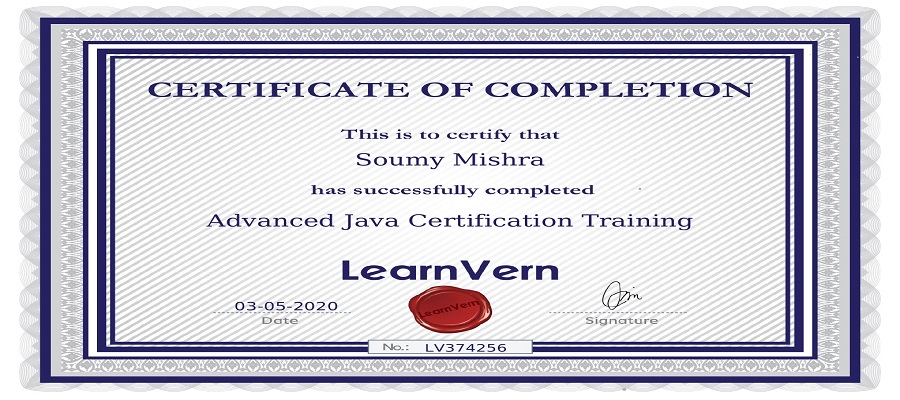 CERTIFICATE OF COMPLETION
This is to certify that
Soumy Mishra
has successfully completed
Advanced Java Certification Training
LearnVern
LearnVern
03-05-2020
Date
Signature
No.: LV374256